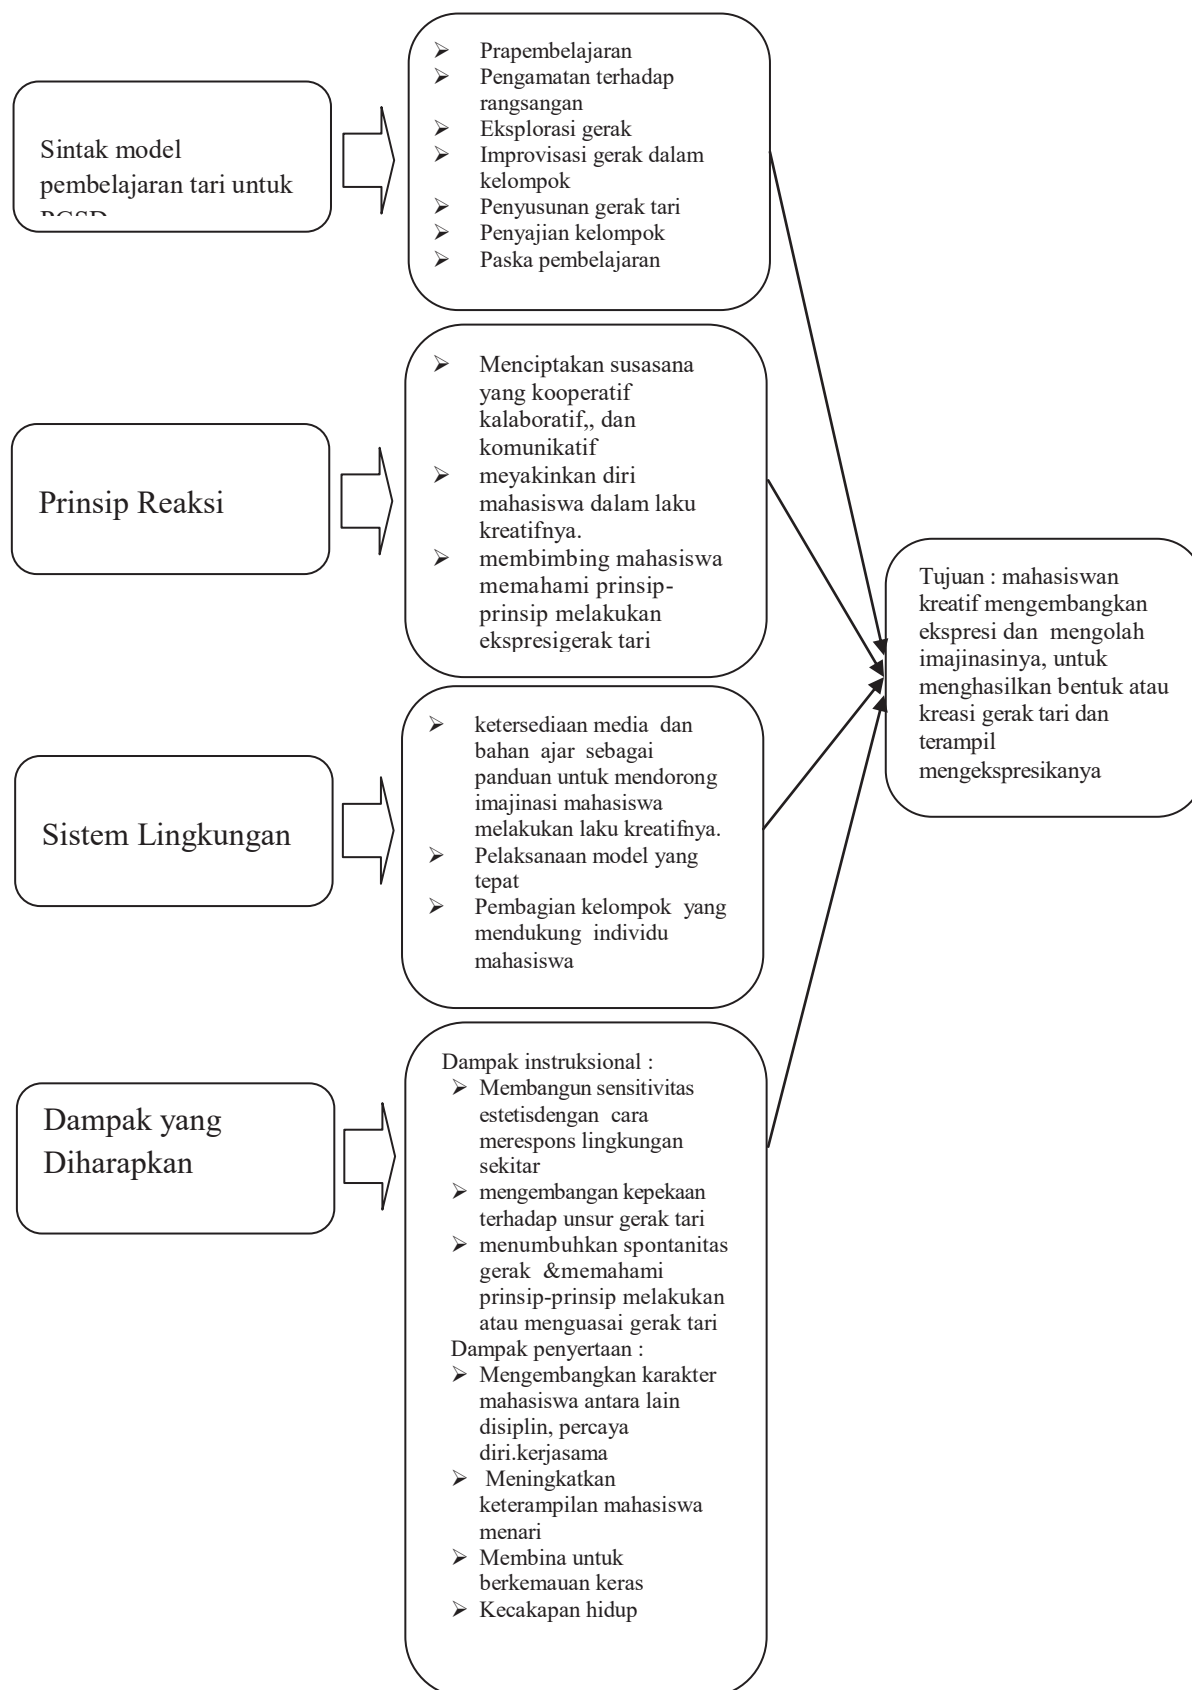 Sintak model
pembelajaran tari untuk
PGSD
➢ Prapembelajaran
➢ Pengamatan terhadap
rangsangan
➢ Eksplorasi gerak
➢ Improvisasi gerak dalam
kelompok
➢ Penyusunan gerak tari
➢ Penyajian kelompok
➢ Paska pembelajaran
Prinsip Reaksi
➢ Menciptakan susasana
yang kooperatif
kalaboratif,, dan
komunikatif
➢ meyakinkan diri
mahasiswa dalam laku
kreatifnya.
➢ membimbing mahasiswa
memahami prinsip-
prinsip melakukan
ekspresigerak tari
Sistem Lingkungan
➢ ketersediaan media dan
bahan ajar sebagai
panduan untuk mendorong
imajinasi mahasiswa
melakukan laku kreatifnya.
➢ Pelaksanaan model yang
tepat
➢ Pembagian kelompok yang
mendukung individu
mahasiswa
Dampak yang
Diharapkan
Dampak instruksional :
➢ Membangun sensitivitas
estetisdengan cara
merespons lingkungan
sekitar
➢ mengembangan kepekaan
terhadap unsur gerak tari
➢ menumbuhkan spontanitas
gerak &memahami
prinsip-prinsip melakukan
atau menguasai gerak tari
Dampak penyertaan :
➢ Mengembangkan karakter
mahasiswa antara lain
disiplin, percaya
diri.kerjasama
➢ Meningkatkan
keterampilan mahasiswa
menari
➢ Membina untuk
berkemauan keras
➢ Kecakapan hidup
Tujuan : mahasiswan
kreatif mengembangkan
ekspresi dan mengolah
imajinasinya, untuk
menghasilkan bentuk atau
kreasi gerak tari dan
terampil
mengekspresikanya